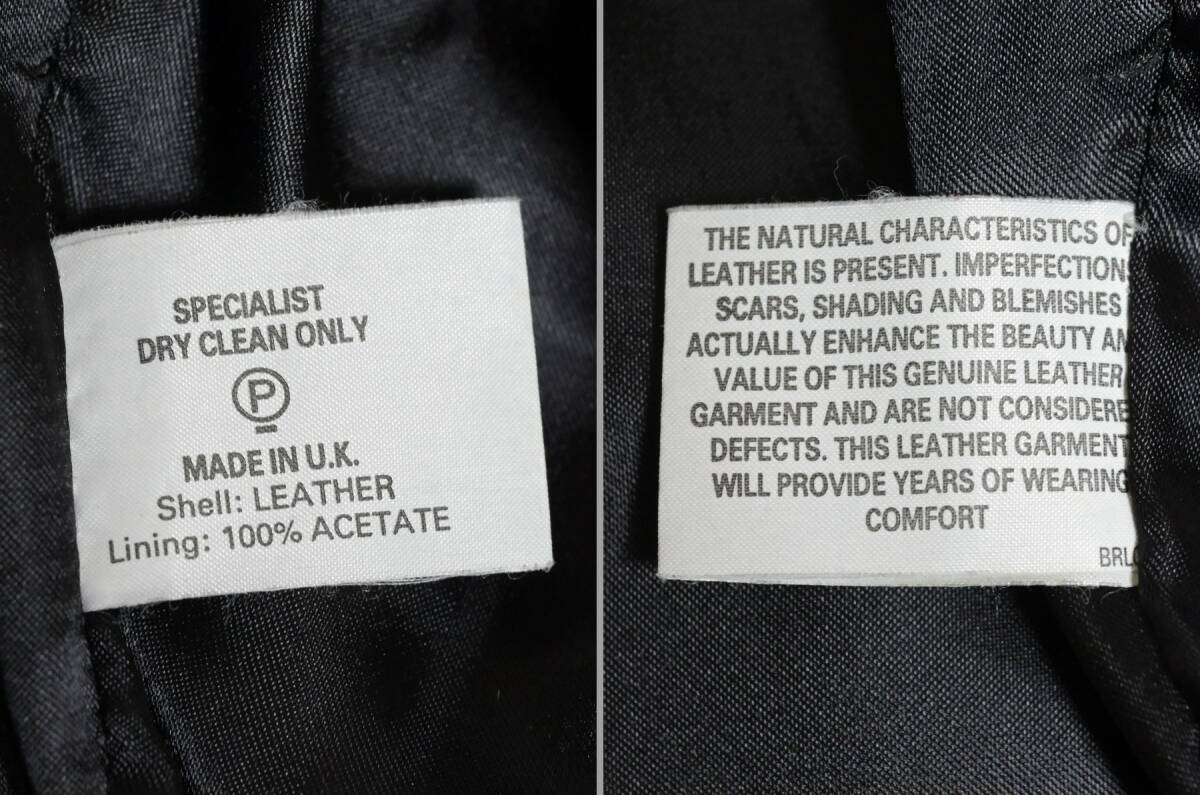 SPECIALIST
DRY CLEAN ONLY
P
MADE IN U.K.
Shell: LEATHER
Lining: 100% ACETATE
THE NATURAL CHARACTERISTICS OF
LEATHER IS PRESENT. IMPERFECTION
SCARS, SHADING AND BLEMISHES
ACTUALLY ENHANCE THE BEAUTY AN
VALUE OF THIS GENUINE LEATHER
GARMENT AND ARE NOT CONSIDERE
DEFECTS. THIS LEATHER GARMENT
WILL PROVIDE YEARS OF WEARING
COMFORT